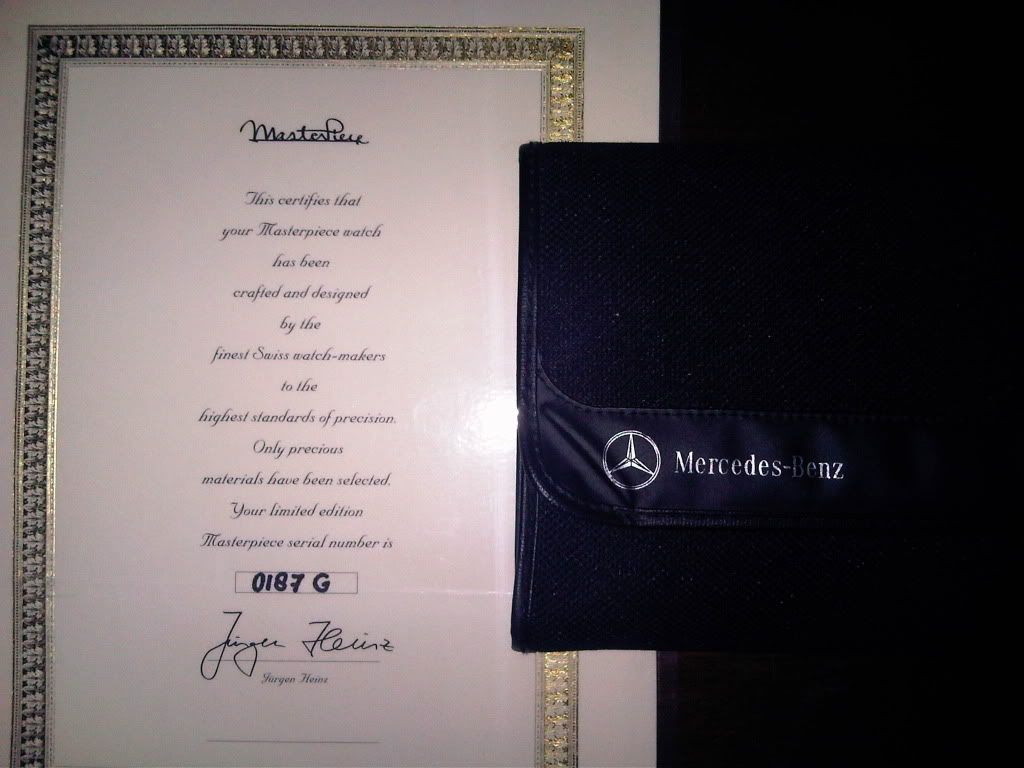 Masterpiece
This certifies that
your Masterpiece watch
has been
crafted and designed
by the
finest Swiss watch-makers
to the
highest standards of precision.
Only precious
materials have been selected.
Your limited edition
Masterpiece serial number is
0187 G
Jürgen Heinz
Jürgen Heinz
Mercedes-Benz